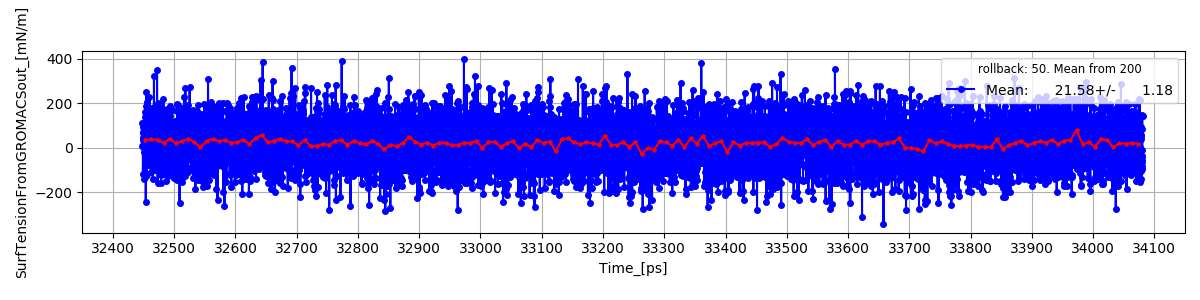 SurfTensionFromGROMACSout_[mN/m]
400
200
0
−200
rollback: 50. Mean from 200
Mean: 21.58+/- 1.18
32400 32500 32600 32700 32800 32900 33000 33100 33200 33300 33400 33500 33600 33700 33800 33900 34000 34100
Time_[ps]